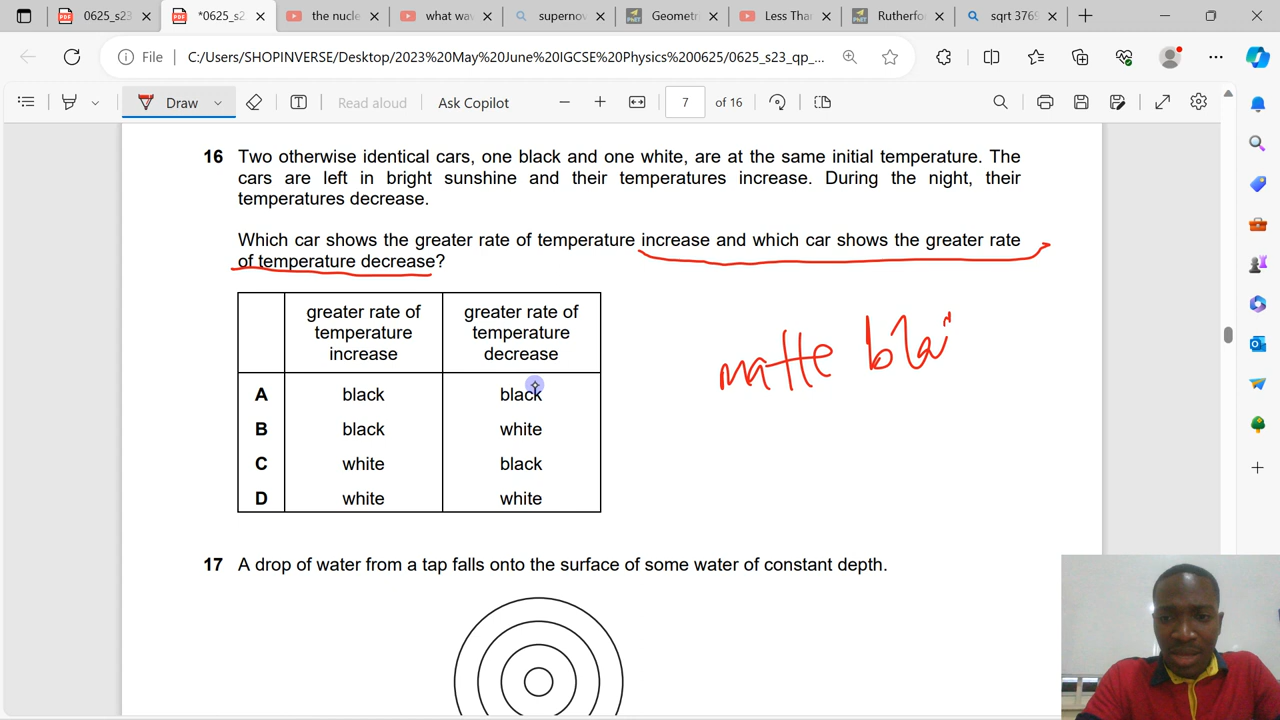 0625_s23
*0625_s2
the nucle
what wav
supernov
Geometr
Less Tha
Rutherfo
sqrt 3769
File
C:/Users/SHOPINVERSE/Desktop/2023%20May%20June%20IGCSE%20Physics%200625/0625_s23_qp_...
Draw
Read aloud
Ask Copilot
7
of 16
16 Two otherwise identical cars, one black and one white, are at the same initial temperature. The
cars are left in bright sunshine and their temperatures increase. During the night, their
temperatures decrease.
Which car shows the greater rate of temperature increase and which car shows the greater rate
of temperature decrease?
greater rate of temperature increase
greater rate of temperature decrease
A black black
B black white
C white black
D white white
matte bla
17 A drop of water from a tap falls onto the surface of some water of constant depth.